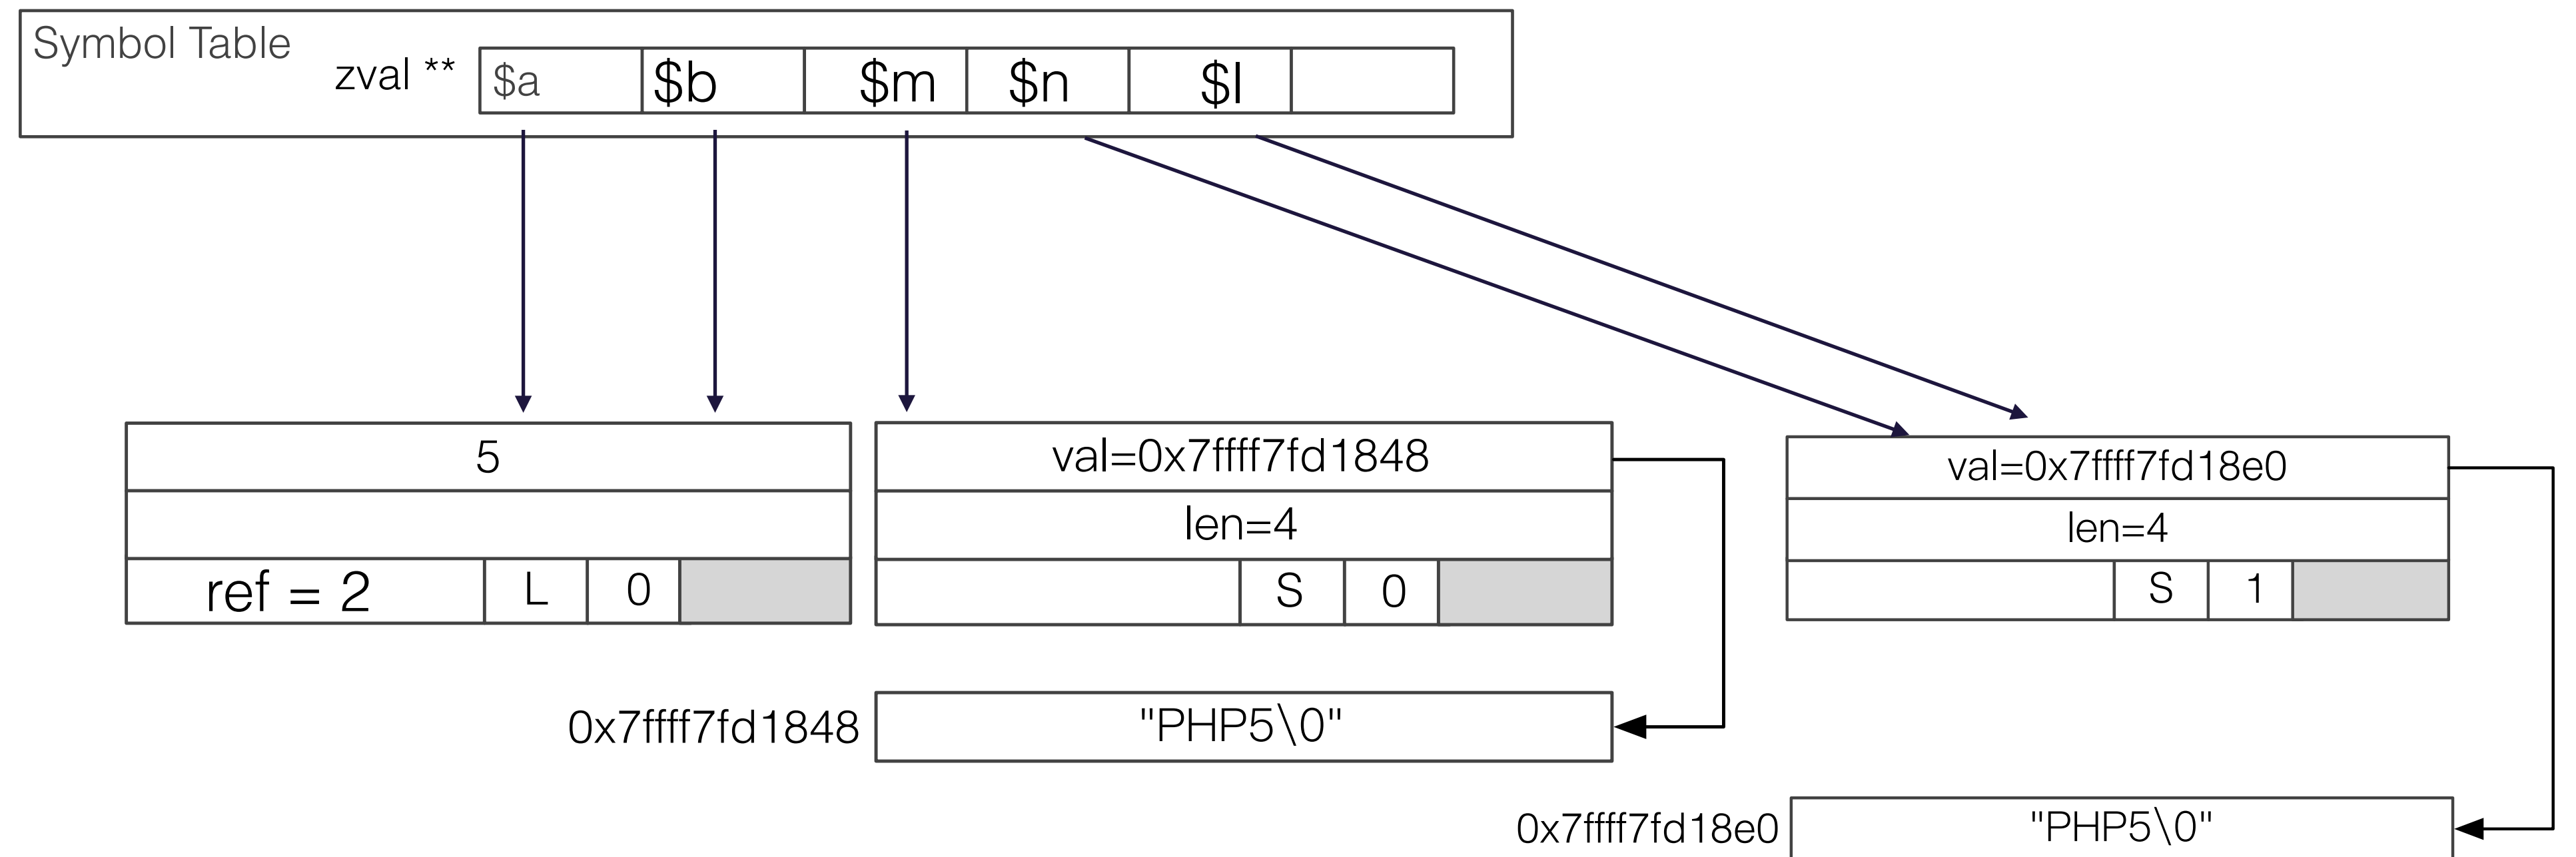 Symbol Table
zval **
$a
$b
$m
$n
$l
5
ref = 2
L
0
val=0x7ffff7fd1848
len=4
S
0
val=0x7ffff7fd18e0
len=4
S
1
0x7ffff7fd1848
"PHP5\0"
0x7ffff7fd18e0
"PHP5\0"